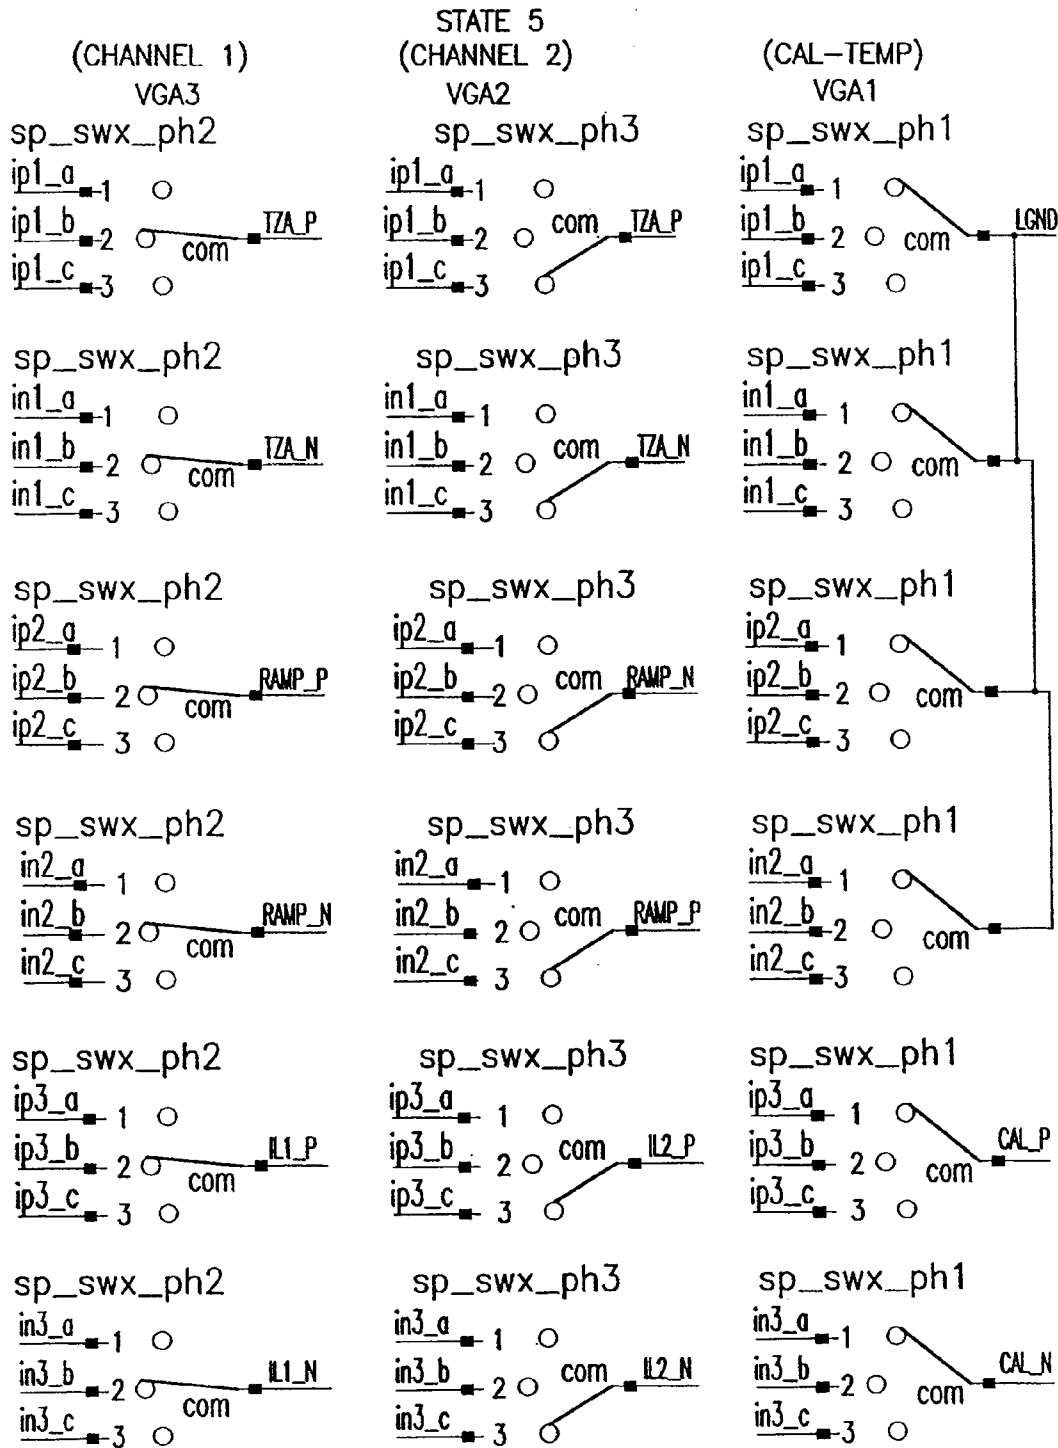 STATE 5
(CHANNEL 1) (CHANNEL 2) (CAL-TEMP)
VGA3 VGA2 VGA1
sp_swx_ph2 sp_swx_ph3 sp_swx_ph1
ip1_a 1 ip1_a 1 ip1_a 1
ip1_b 2 com TZA_P ip1_b 2 com TZA_P ip1_b 2 com LGND
ip1_c 3 ip1_c 3 ip1_c 3
sp_swx_ph2 sp_swx_ph3 sp_swx_ph1
in1_a 1 in1_a 1 in1_a 1
in1_b 2 com TZA_N in1_b 2 com TZA_N in1_b 2 com
in1_c 3 in1_c 3 in1_c 3
sp_swx_ph2 sp_swx_ph3 sp_swx_ph1
ip2_a 1 ip2_a 1 ip2_a 1
ip2_b 2 com RAMP_P ip2_b 2 com RAMP_N ip2_b 2 com
ip2_c 3 ip2_c 3 ip2_c 3
sp_swx_ph2 sp_swx_ph3 sp_swx_ph1
in2_a 1 in2_a 1 in2_a 1
in2_b 2 com RAMP_N in2_b 2 com RAMP_P in2_b 2 com
in2_c 3 in2_c 3 in2_c 3
sp_swx_ph2 sp_swx_ph3 sp_swx_ph1
ip3_a 1 ip3_a 1 ip3_a 1
ip3_b 2 com IL1_P ip3_b 2 com IL2_P ip3_b 2 com CAL_P
ip3_c 3 ip3_c 3 ip3_c 3
sp_swx_ph2 sp_swx_ph3 sp_swx_ph1
in3_a 1 in3_a 1 in3_a 1
in3_b 2 com IL1_N in3_b 2 com IL2_N in3_b 2 com CAL_N
in3_c 3 in3_c 3 in3_c 3